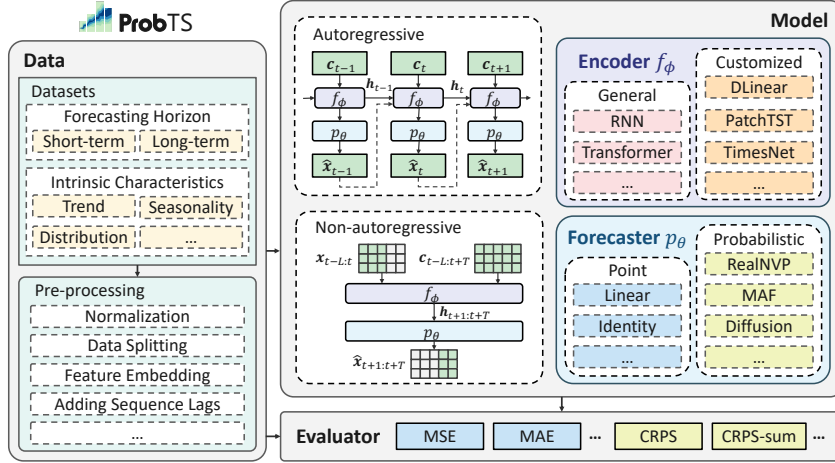 ProbTS
Data
Datasets
Forecasting Horizon
Short-term
Long-term
Intrinsic Characteristics
Trend
Seasonality
Distribution
...
Pre-processing
Normalization
Data Splitting
Feature Embedding
Adding Sequence Lags
...
Model
Autoregressive
c_{t−1}
c_t
c_{t+1}
h_{t−1}
h_t
f_ϕ
f_ϕ
f_ϕ
p_θ
p_θ
p_θ
x̂_{t−1}
x̂_t
x̂_{t+1}
Non-autoregressive
x_{t−L:t}
c_{t−L:t+T}
f_ϕ
h_{t+1:t+T}
p_θ
x̂_{t+1:t+T}
Encoder f_ϕ
General
RNN
Transformer
...
Customized
DLinear
PatchTST
TimesNet
...
Forecaster p_θ
Point
Linear
Identity
...
Probabilistic
RealNVP
MAF
Diffusion
...
Evaluator
MSE
MAE
...
CRPS
CRPS-sum
...